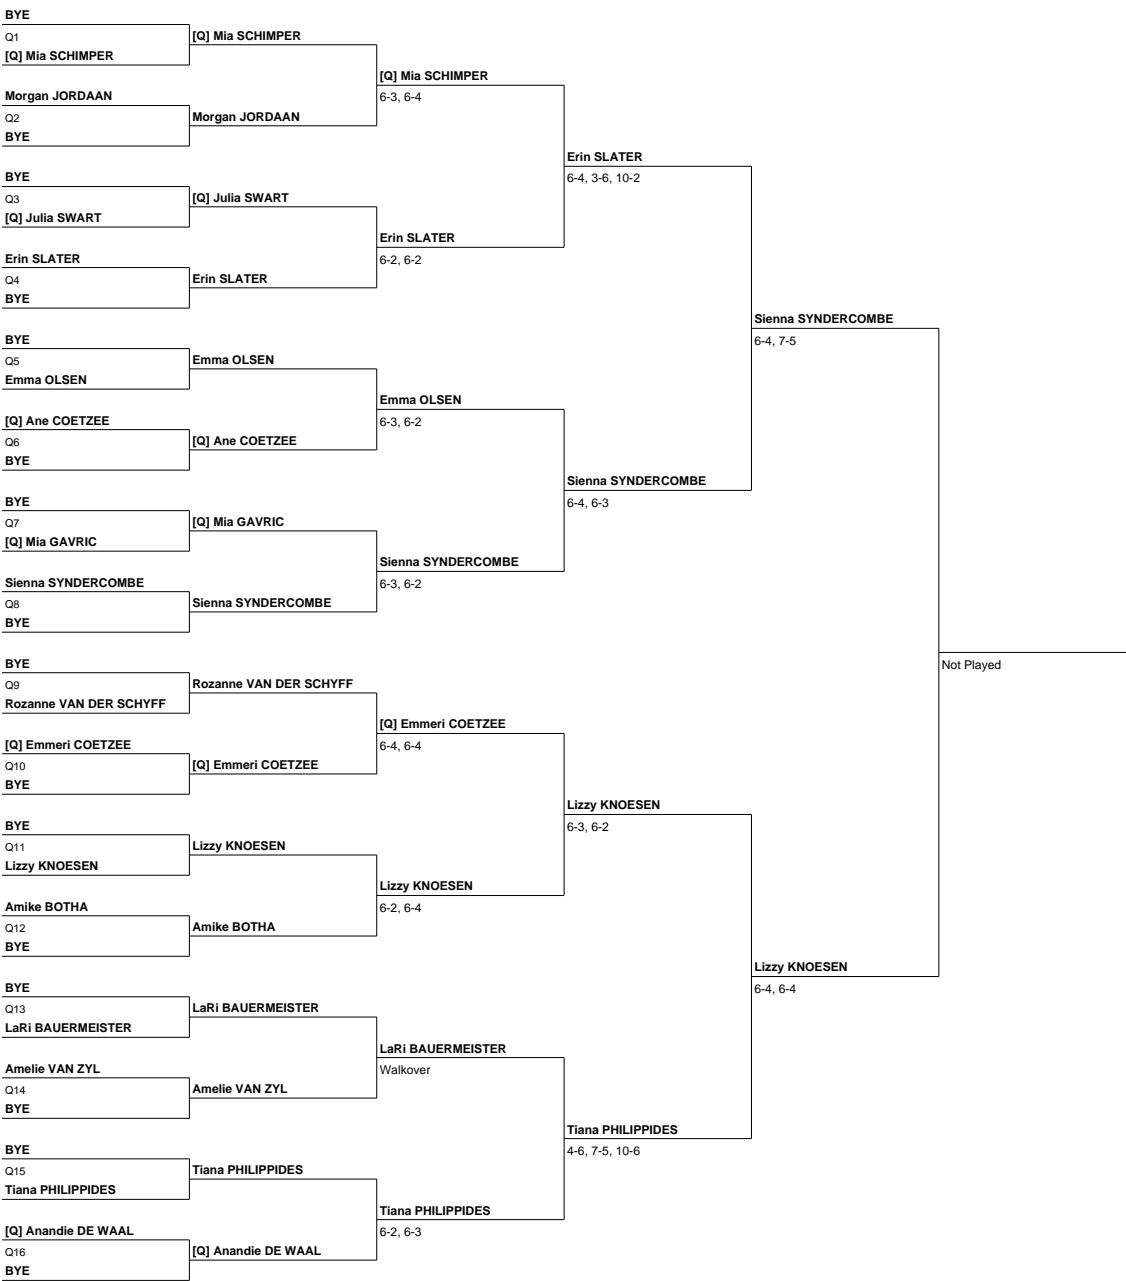 BYE
Q1
[Q] Mia SCHIMPER
[Q] Mia SCHIMPER
[Q] Mia SCHIMPER
6-3, 6-4
Morgan JORDAAN
Q2
Morgan JORDAAN
BYE
Erin SLATER
6-4, 3-6, 10-2
BYE
Q3
[Q] Julia SWART
[Q] Julia SWART
Erin SLATER
6-2, 6-2
Erin SLATER
Q4
Erin SLATER
BYE
Sienna SYNDERCOMBE
6-4, 7-5
BYE
Q5
Emma OLSEN
Emma OLSEN
Emma OLSEN
6-3, 6-2
[Q] Ane COETZEE
Q6
[Q] Ane COETZEE
BYE
Sienna SYNDERCOMBE
6-4, 6-3
BYE
Q7
[Q] Mia GAVRIC
[Q] Mia GAVRIC
Sienna SYNDERCOMBE
6-3, 6-2
Sienna SYNDERCOMBE
Q8
Sienna SYNDERCOMBE
BYE
Not Played
BYE
Q9
Rozanne VAN DER SCHYFF
Rozanne VAN DER SCHYFF
[Q] Emmeri COETZEE
6-4, 6-4
[Q] Emmeri COETZEE
Q10
[Q] Emmeri COETZEE
BYE
Lizzy KNOESEN
6-3, 6-2
BYE
Q11
Lizzy KNOESEN
Lizzy KNOESEN
Lizzy KNOESEN
6-2, 6-4
Amike BOTHA
Q12
Amike BOTHA
BYE
Lizzy KNOESEN
6-4, 6-4
BYE
Q13
LaRi BAUERMEISTER
LaRi BAUERMEISTER
LaRi BAUERMEISTER
Walkover
Amelie VAN ZYL
Q14
Amelie VAN ZYL
BYE
Tiana PHILIPPIDES
4-6, 7-5, 10-6
BYE
Q15
Tiana PHILIPPIDES
Tiana PHILIPPIDES
Tiana PHILIPPIDES
6-2, 6-3
[Q] Anandie DE WAAL
Q16
[Q] Anandie DE WAAL
BYE